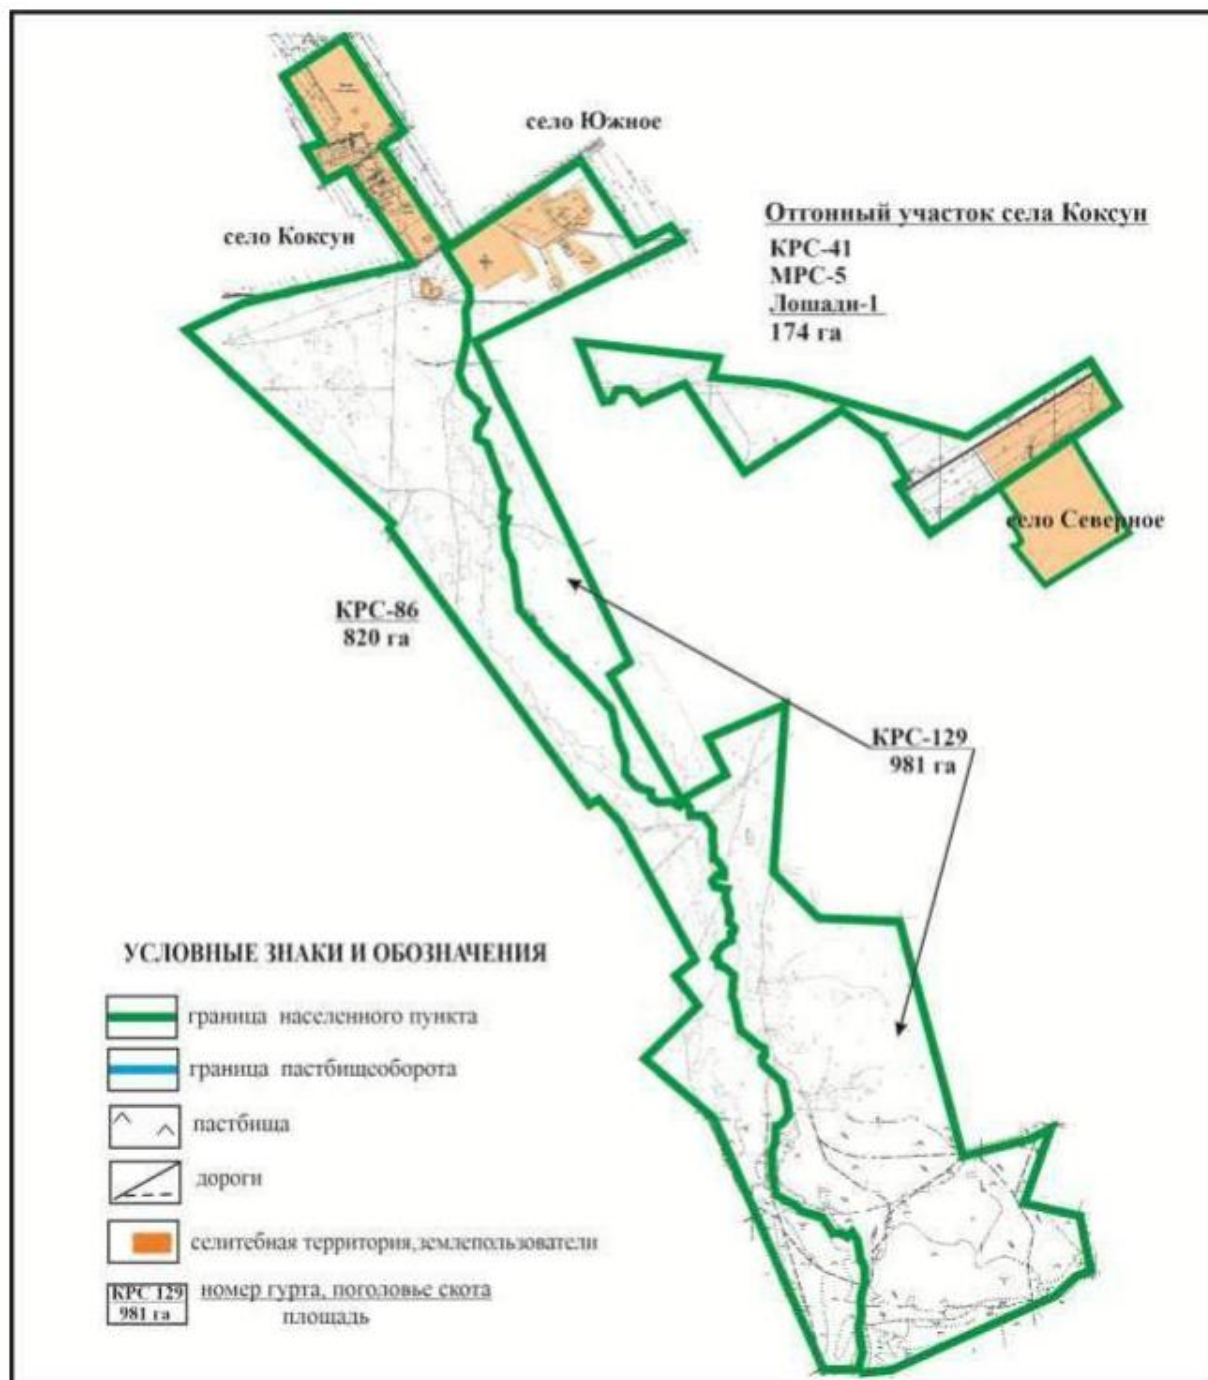 село Южное
село Коксун
Отгонный участок села Коксун
КРС-41
МРС-5
Лошади-1
174 га
село Северное
КРС-86
820 га
КРС-129
981 га
УСЛОВНЫЕ ЗНАКИ И ОБОЗНАЧЕНИЯ
граница населенного пункта
граница пастбищеоборота
пастбища
дороги
селитебная территория,землепользователи
КРС 129
981 га
номер гурта, поголовье скота
площадь